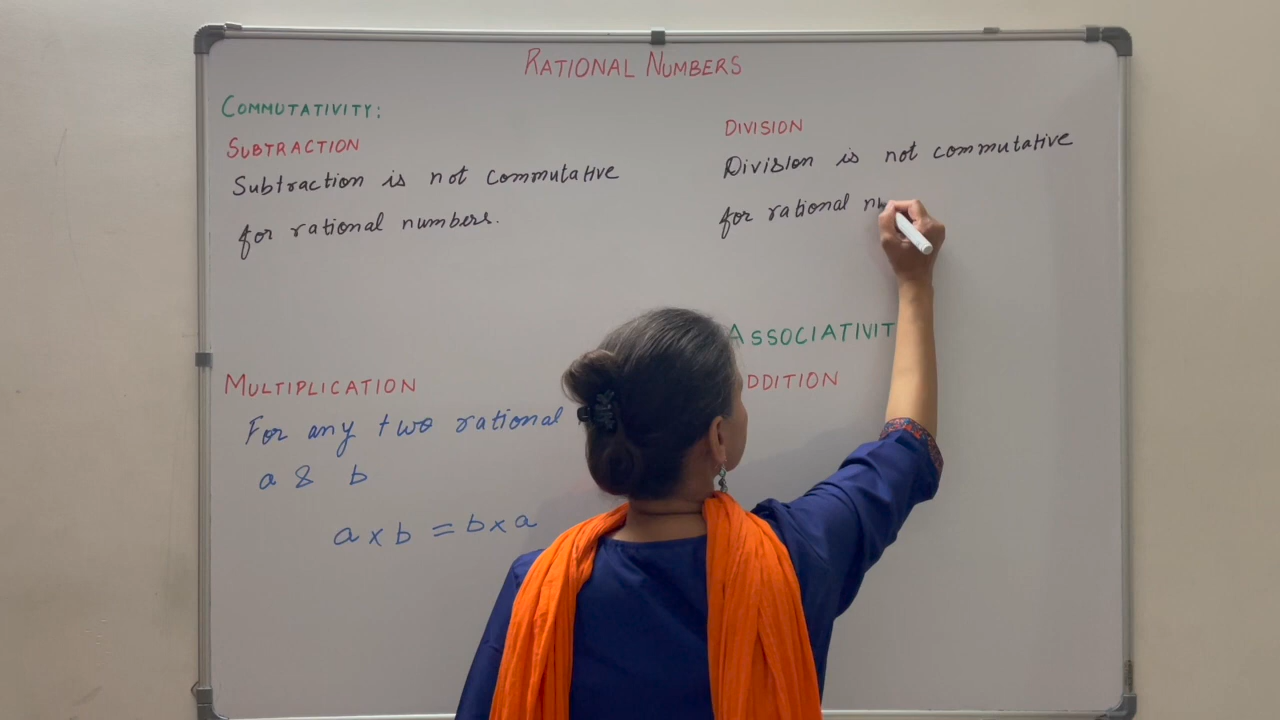 RATIONAL NUMBERS
COMMUTATIVITY:
SUBTRACTION
Subtraction is not commutative
for rational numbers.
MULTIPLICATION
For any two rational
a & b
a x b = b x a
DIVISION
Division is not commutative
for rational nu
ASSOCIATIVIT
DDITION